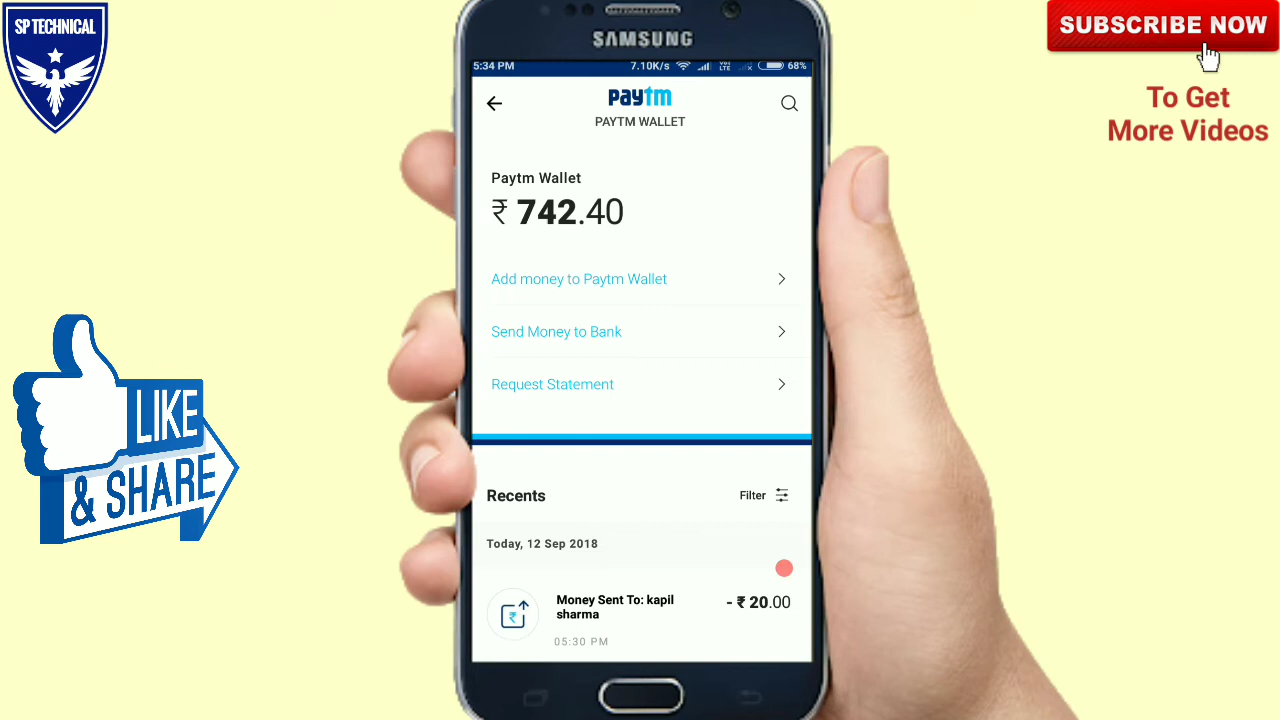 SP TECHNICAL
SUBSCRIBE NOW
To Get
More Videos
LIKE
& SHARE
SAMSUNG
5:34 PM 7.10K/s VoD LTE 68%
paytm
PAYTM WALLET
Paytm Wallet
₹ 742.40
Add money to Paytm Wallet
Send Money to Bank
Request Statement
Recents Filter
Today, 12 Sep 2018
Money Sent To: kapil - ₹ 20.00
sharma
05:30 PM